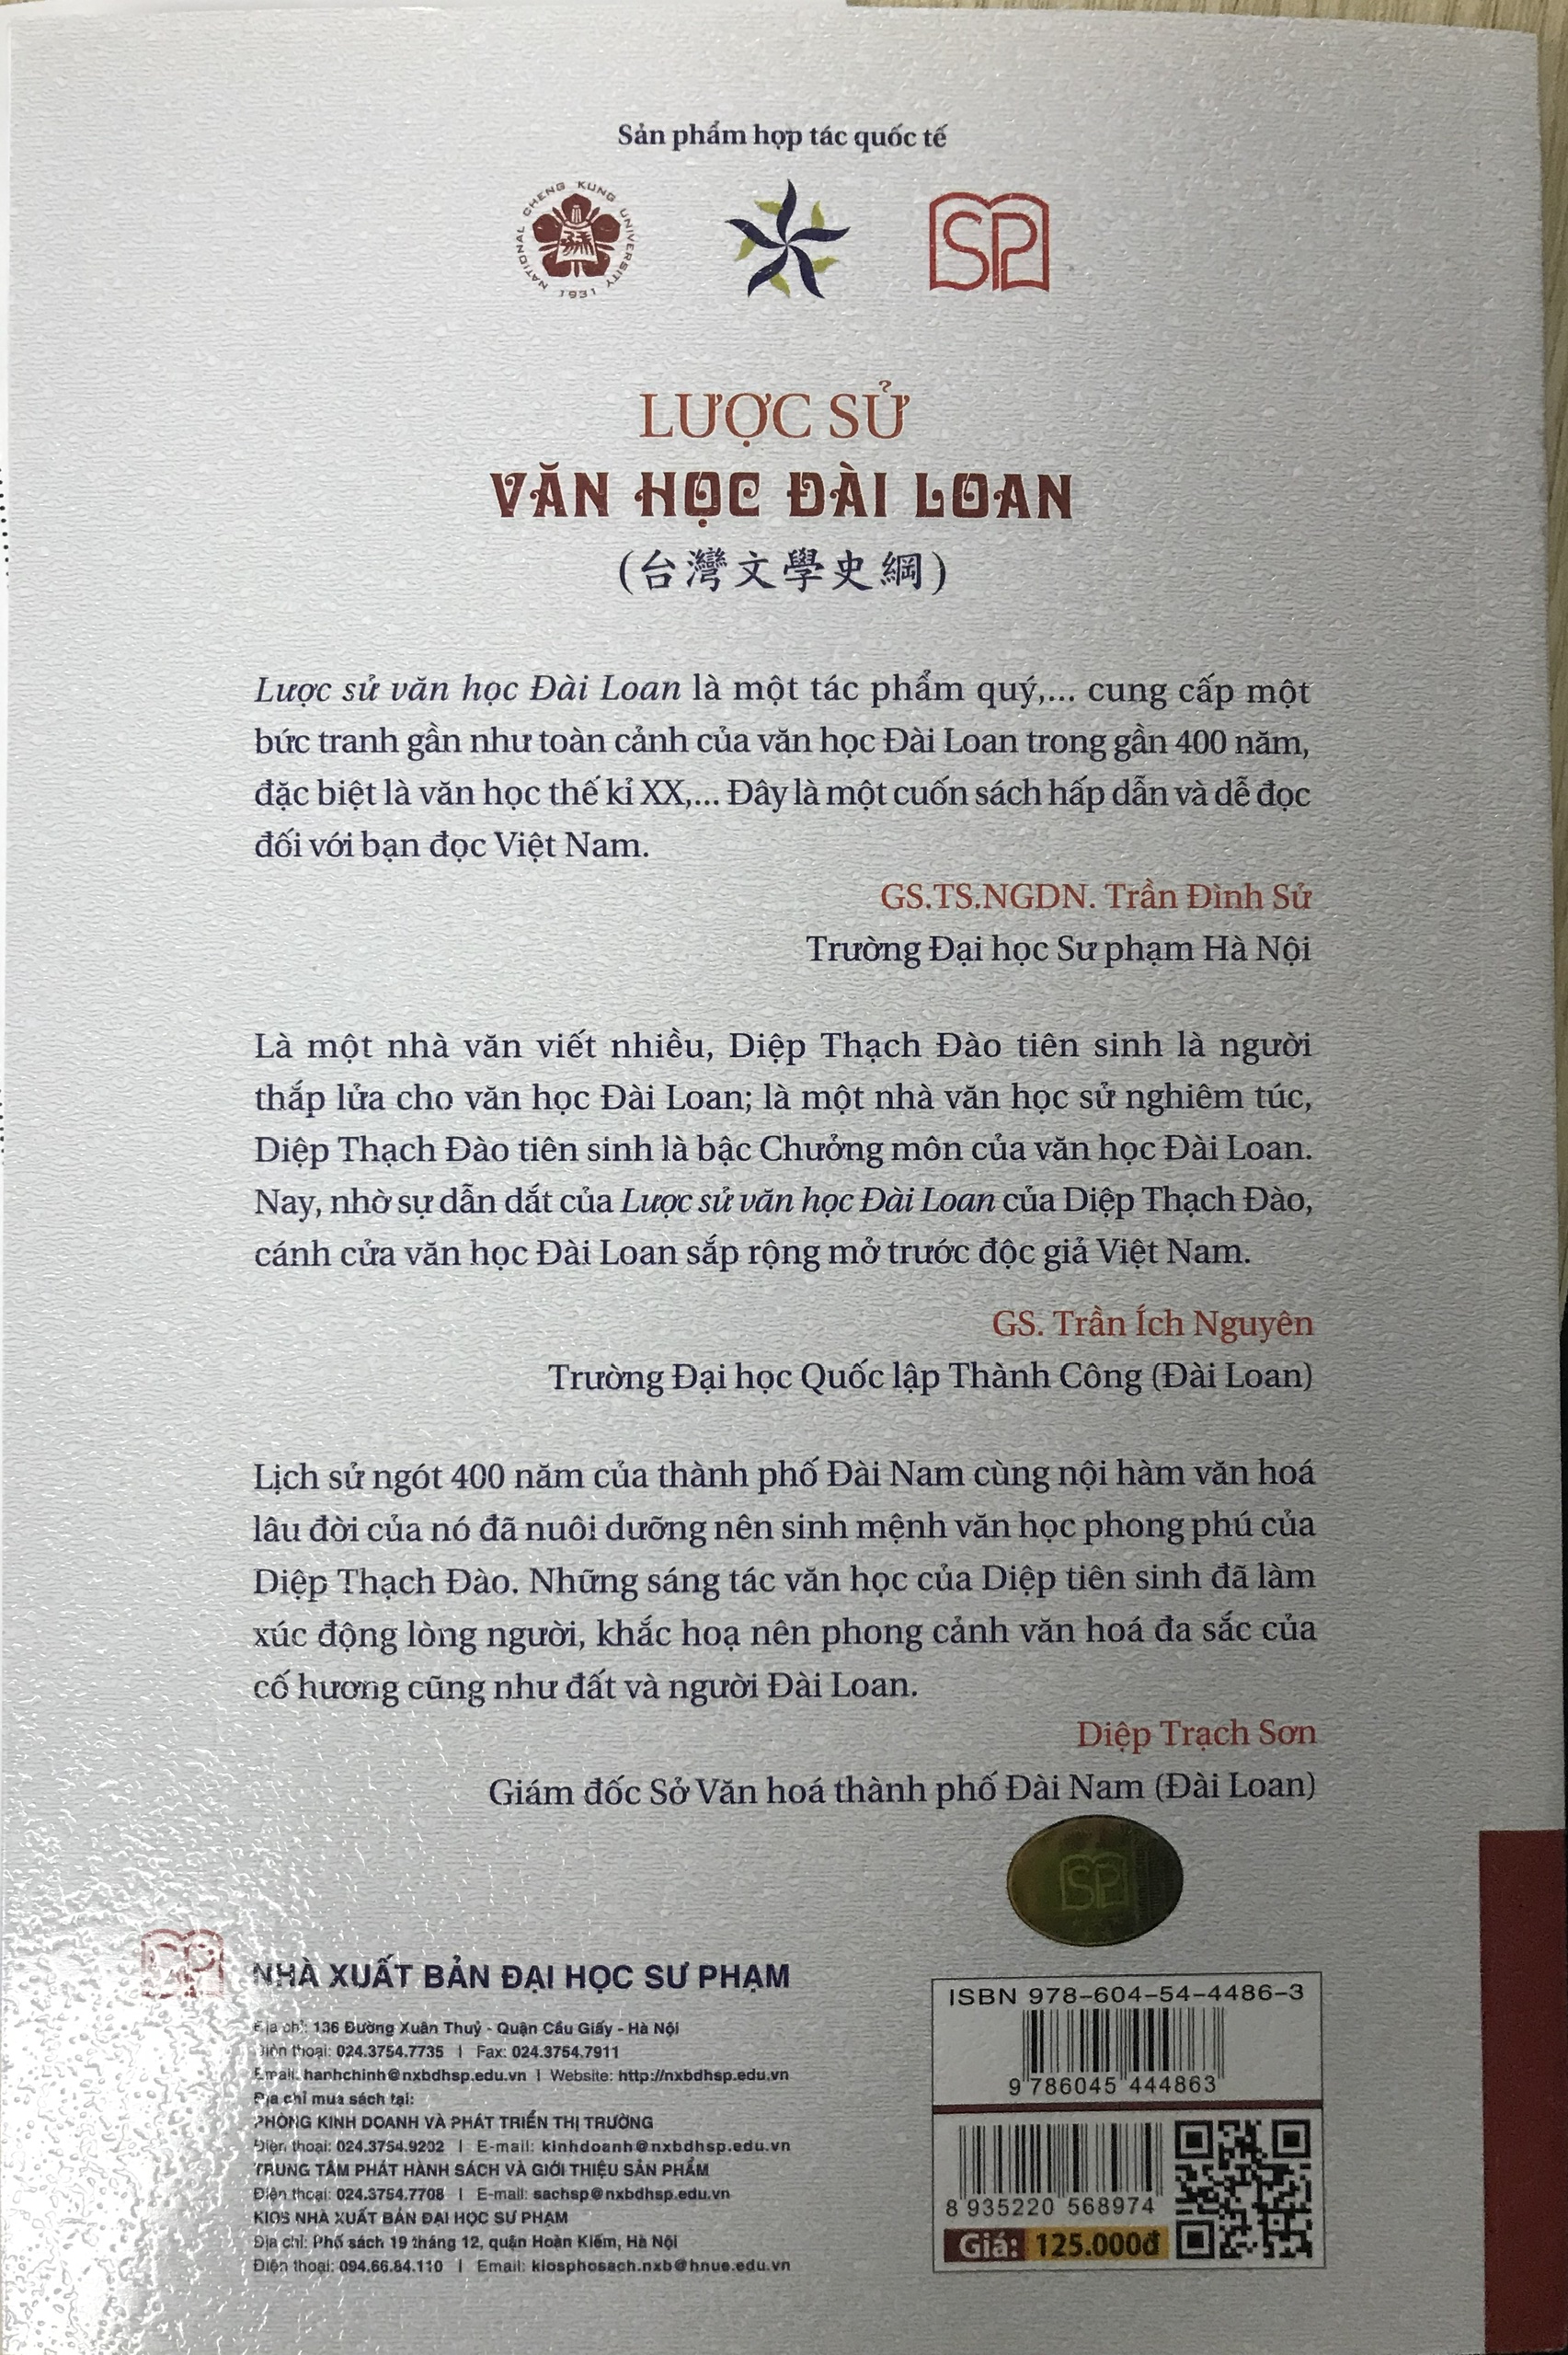 Sản phẩm hợp tác quốc tế
NATIONAL CHENG KUNG UNIVERSITY
1931
SP
LƯỢC SỬ
VĂN HỌC ĐÀI LOAN
(台灣文學史綱)
Lược sử văn học Đài Loan là một tác phẩm quý,... cung cấp một
bức tranh gần như toàn cảnh của văn học Đài Loan trong gần 400 năm,
đặc biệt là văn học thế kỉ XX,... Đây là một cuốn sách hấp dẫn và dễ đọc
đối với bạn đọc Việt Nam.
GS.TS.NGDN. Trần Đình Sử
Trường Đại học Sư phạm Hà Nội
Là một nhà văn viết nhiều, Diệp Thạch Đào tiên sinh là người
thắp lửa cho văn học Đài Loan; là một nhà văn học sử nghiêm túc,
Diệp Thạch Đào tiên sinh là bậc Chưởng môn của văn học Đài Loan.
Nay, nhờ sự dẫn dắt của Lược sử văn học Đài Loan của Diệp Thạch Đào,
cánh cửa văn học Đài Loan sắp rộng mở trước độc giả Việt Nam.
GS. Trần Ích Nguyên
Trường Đại học Quốc lập Thành Công (Đài Loan)
Lịch sử ngót 400 năm của thành phố Đài Nam cùng nội hàm văn hoá
lâu đời của nó đã nuôi dưỡng nên sinh mệnh văn học phong phú của
Diệp Thạch Đào. Những sáng tác văn học của Diệp tiên sinh đã làm
xúc động lòng người, khắc hoạ nên phong cảnh văn hoá đa sắc của
cố hương cũng như đất và người Đài Loan.
Diệp Trạch Sơn
Giám đốc Sở Văn hoá thành phố Đài Nam (Đài Loan)
SP
NHÀ XUẤT BẢN ĐẠI HỌC SƯ PHẠM
Địa chỉ: 136 Đường Xuân Thuỷ - Quận Cầu Giấy - Hà Nội
Điện thoại: 024.3754.7735 | Fax: 024.3754.7911
Email: hanhchinh@nxbdhsp.edu.vn | Website: http://nxbdhsp.edu.vn
Địa chỉ mua sách tại:
PHÒNG KINH DOANH VÀ PHÁT TRIỂN THỊ TRƯỜNG
Điện thoại: 024.3754.9202 | E-mail: kinhdoanh@nxbdhsp.edu.vn
TRUNG TÂM PHÁT HÀNH SÁCH VÀ GIỚI THIỆU SẢN PHẨM
Điện thoại: 024.3754.7708 | E-mail: sachsp@nxbdhsp.edu.vn
KIOS NHÀ XUẤT BẢN ĐẠI HỌC SƯ PHẠM
Địa chỉ: Phố sách 19 tháng 12, quận Hoàn Kiếm, Hà Nội
Điện thoại: 094.66.84.110 | Email: kiosphosach.nxb@hnue.edu.vn
ISBN 978-604-54-4486-3
9 786045 444863
8 935220 568974
Giá: 125.000đ